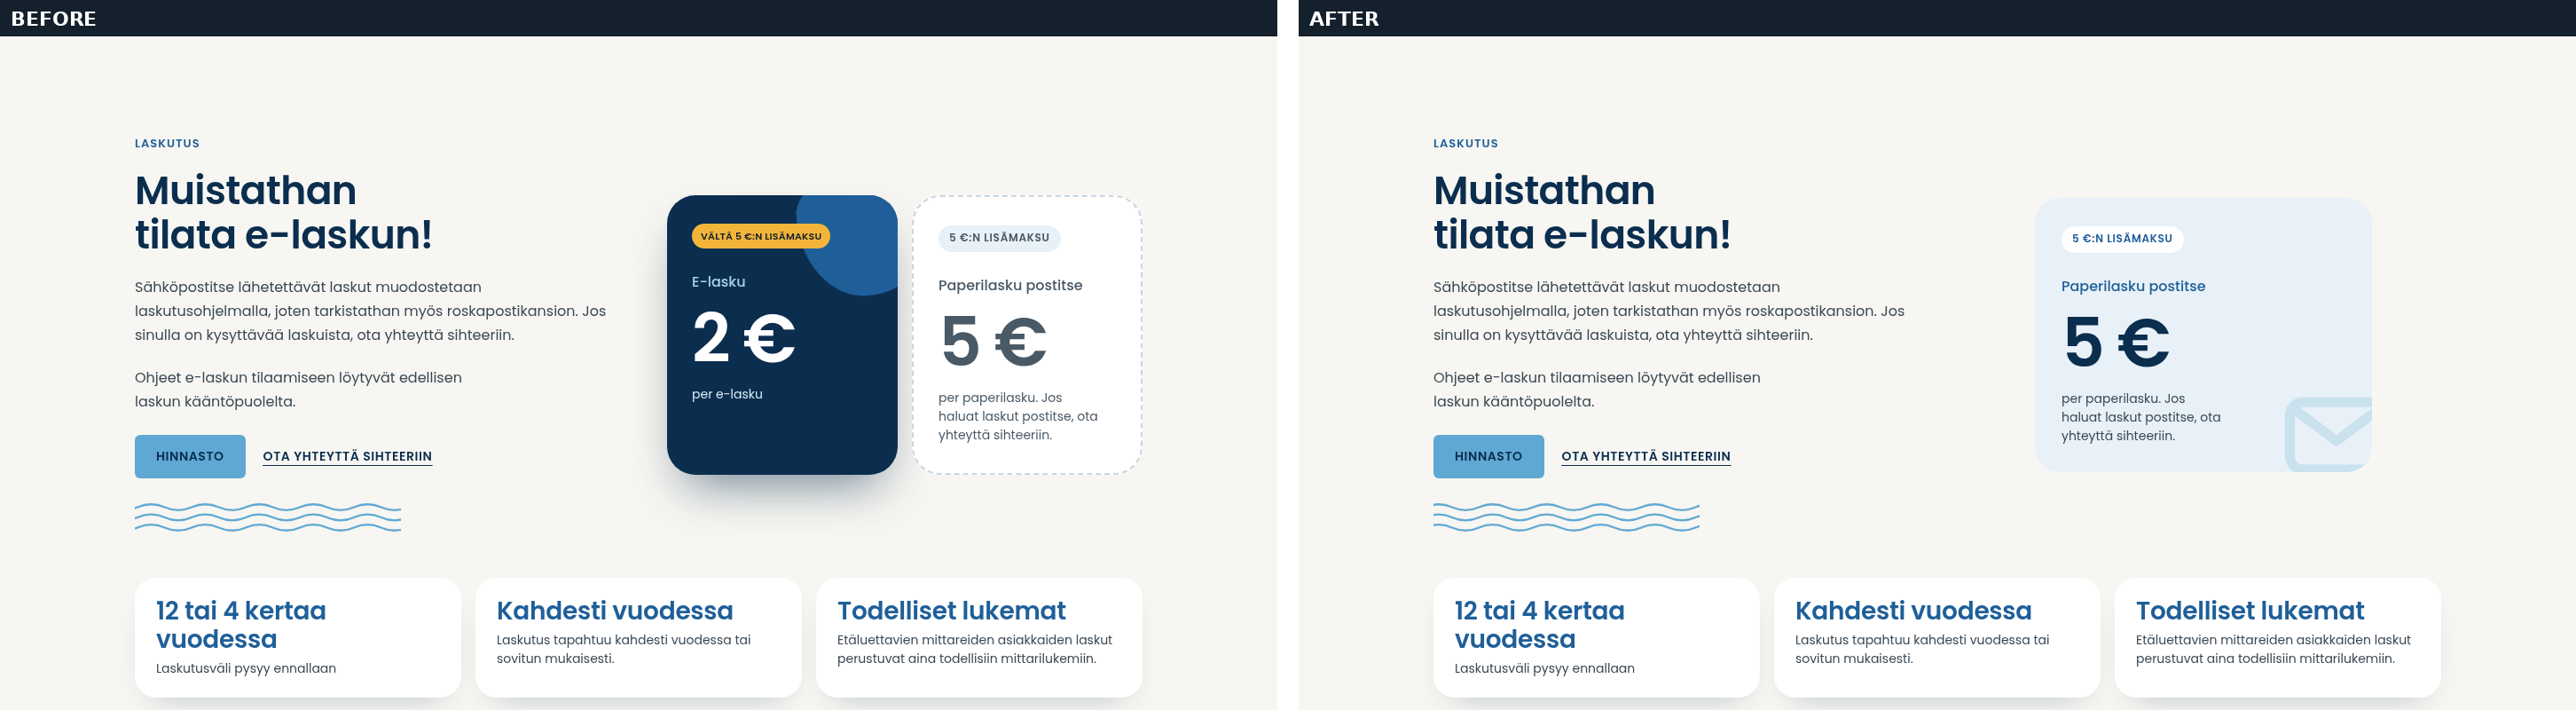 BEFORE
LASKUTUS
Muistathan
tilata e-laskun!
Sähköpostitse lähetettävät laskut muodostetaan
laskutusohjelmalla, joten tarkistathan myös roskapostikansion. Jos
sinulla on kysyttävää laskuista, ota yhteyttä sihteeriin.
Ohjeet e-laskun tilaamiseen löytyvät edellisen
laskun kääntöpuolelta.
HINNASTO
OTA YHTEYTTÄ SIHTEERIIN
VÄLTÄ 5 €:N LISÄMAKSU
E-lasku
2 €
per e-lasku
5 €:N LISÄMAKSU
Paperilasku postitse
5 €
per paperilasku. Jos
haluat laskut postitse, ota
yhteyttä sihteeriin.
12 tai 4 kertaa
vuodessa
Laskutusväli pysyy ennallaan
Kahdesti vuodessa
Laskutus tapahtuu kahdesti vuodessa tai
sovitun mukaisesti.
Todelliset lukemat
Etäluettavien mittareiden asiakkaiden laskut
perustuvat aina todellisiin mittarilukemiin.
AFTER
LASKUTUS
Muistathan
tilata e-laskun!
Sähköpostitse lähetettävät laskut muodostetaan
laskutusohjelmalla, joten tarkistathan myös roskapostikansion. Jos
sinulla on kysyttävää laskuista, ota yhteyttä sihteeriin.
Ohjeet e-laskun tilaamiseen löytyvät edellisen
laskun kääntöpuolelta.
HINNASTO
OTA YHTEYTTÄ SIHTEERIIN
5 €:N LISÄMAKSU
Paperilasku postitse
5 €
per paperilasku. Jos
haluat laskut postitse, ota
yhteyttä sihteeriin.
12 tai 4 kertaa
vuodessa
Laskutusväli pysyy ennallaan
Kahdesti vuodessa
Laskutus tapahtuu kahdesti vuodessa tai
sovitun mukaisesti.
Todelliset lukemat
Etäluettavien mittareiden asiakkaiden laskut
perustuvat aina todellisiin mittarilukemiin.